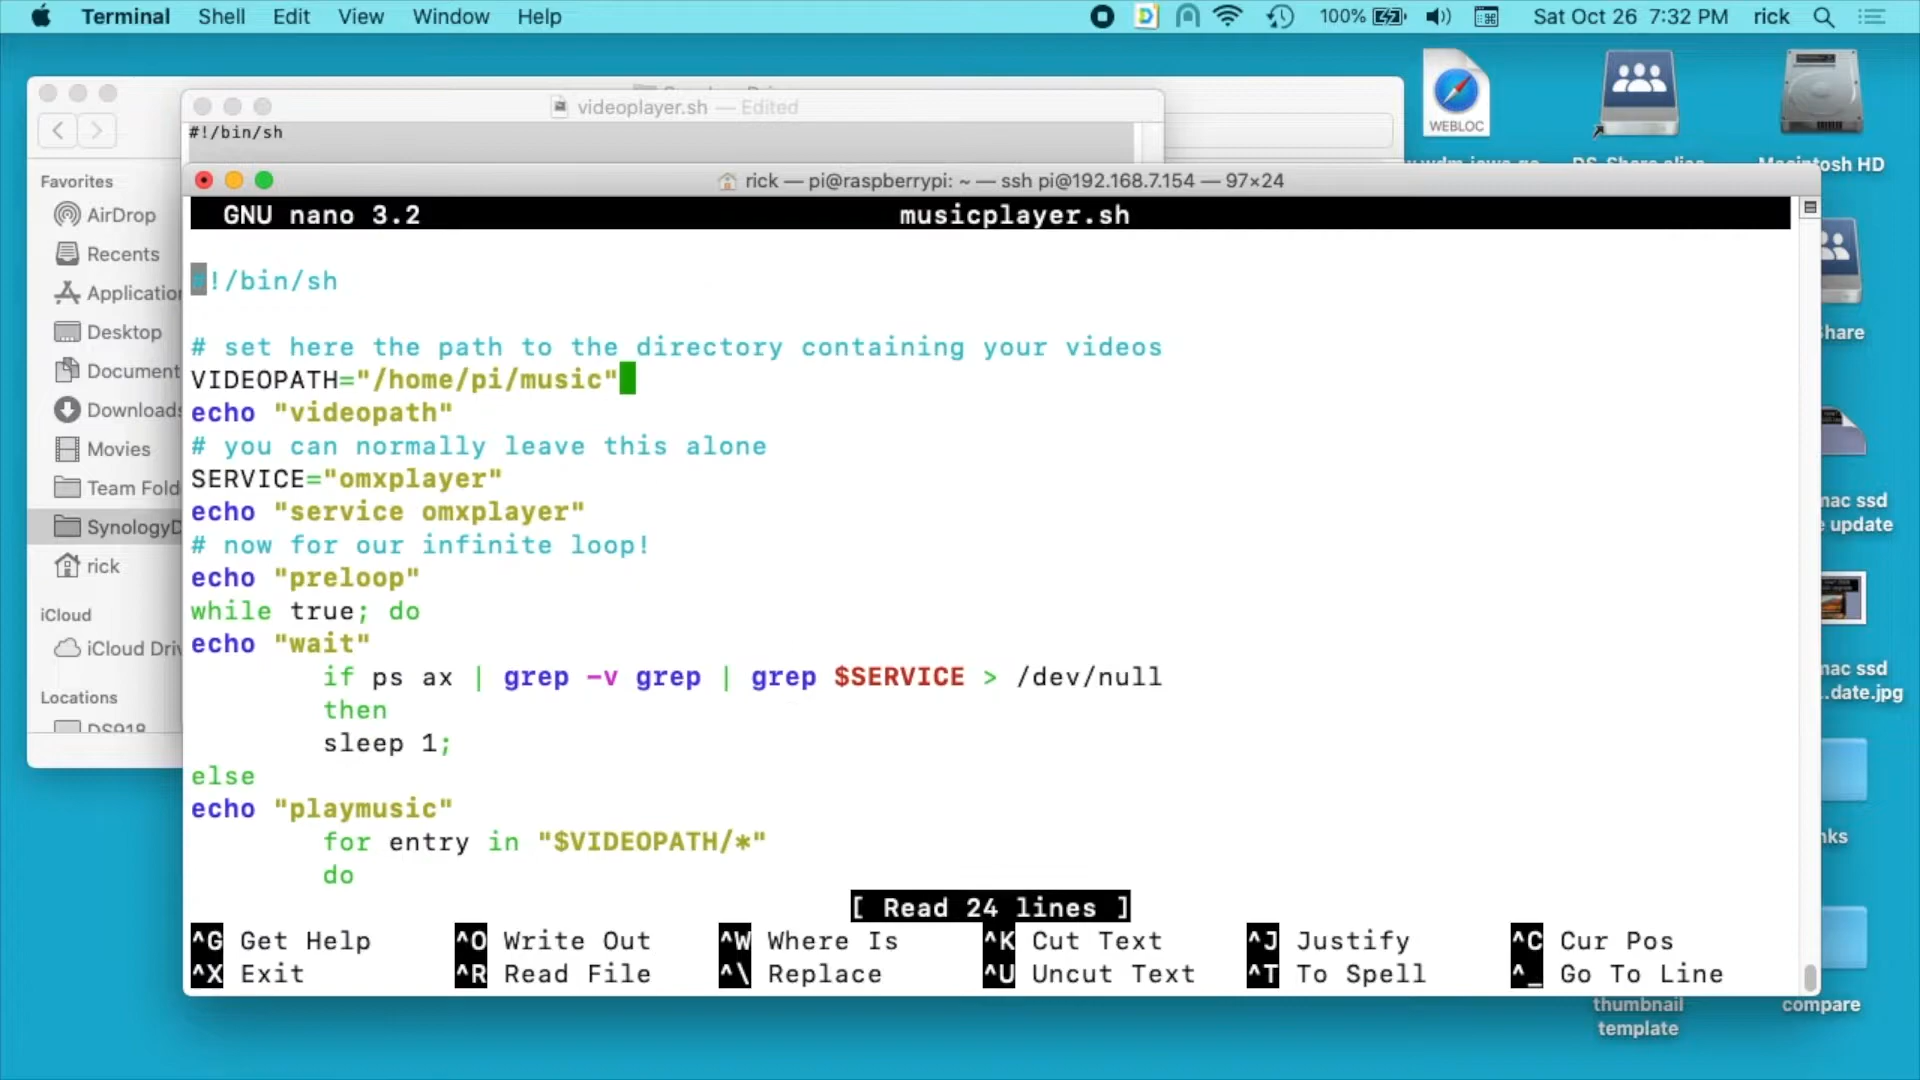 Terminal Shell Edit View Window Help
100% Sat Oct 26 7:32 PM rick
videoplayer.sh — Edited
#!/bin/sh
WEBLOC
Macintosh HD
Favorites
AirDrop
Recents
Desktop
Movies
rick
iCloud
Locations
rick — pi@raspberrypi: ~ — ssh pi@192.168.7.154 — 97×24
GNU nano 3.2 musicplayer.sh
#!/bin/sh
# set here the path to the directory containing your videos
VIDEOPATH="/home/pi/music"
echo "videopath"
# you can normally leave this alone
SERVICE="omxplayer"
echo "service omxplayer"
# now for our infinite loop!
echo "preloop"
while true; do
echo "wait"
if ps ax | grep -v grep | grep $SERVICE > /dev/null
then
sleep 1;
else
echo "playmusic"
for entry in "$VIDEOPATH/*"
do
[ Read 24 lines ]
^G Get Help ^O Write Out ^W Where Is ^K Cut Text ^J Justify ^C Cur Pos
^X Exit ^R Read File ^\ Replace ^U Uncut Text ^T To Spell ^_ Go To Line
mac ssd
update
mac ssd
...date.jpg
thumbnail
template
compare